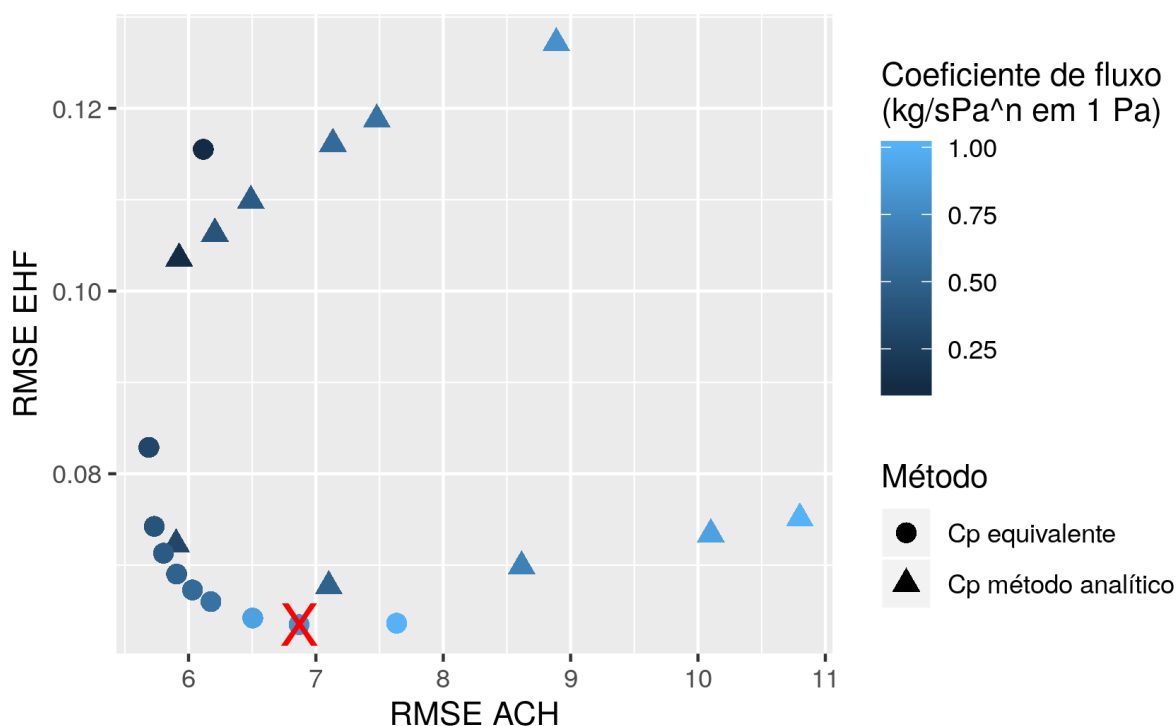 0.12
0.10
0.08
RMSE EHF
6
7
8
9
10
11
RMSE ACH
Coeficiente de fluxo
(kg/sPa^n em 1 Pa)
1.00
0.75
0.50
0.25
Método
Cp equivalente
Cp método analítico
X